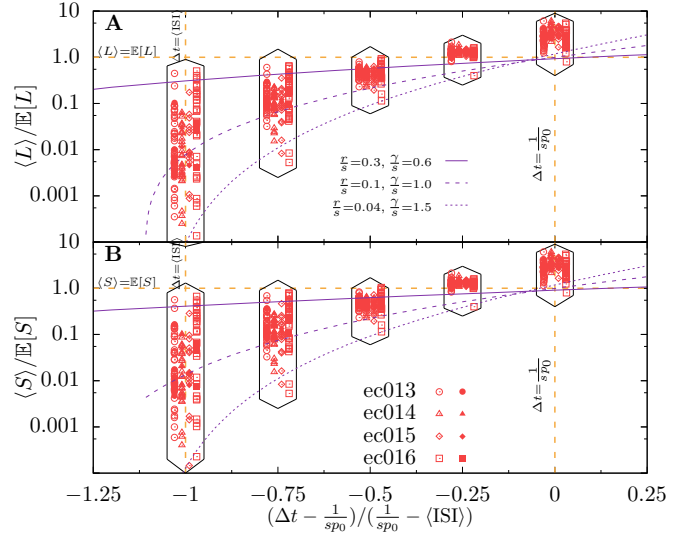 A
10
⟨L⟩=𝔼[L]
Δt=⟨ISI⟩
1.0
0.1
0.01
0.001
⟨L⟩/𝔼[L]
r/s=0.3, γ/s=0.6
r/s=0.1, γ/s=1.0
r/s=0.04, γ/s=1.5
Δt=1/sp₀
B
10
⟨S⟩=𝔼[S]
Δt=⟨ISI⟩
1.0
0.1
0.01
0.001
⟨S⟩/𝔼[S]
Δt=1/sp₀
ec013
ec014
ec015
ec016
−1.25 −1 −0.75 −0.5 −0.25 0 0.25
(Δt − 1/sp₀)/(1/sp₀ − ⟨ISI⟩)